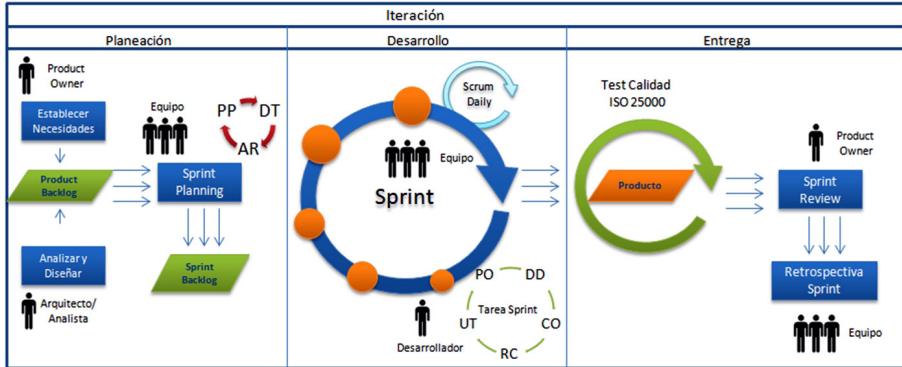 Iteración
Planeación
Product
Owner
Establecer
Necesidades
Product
Backlog
Analizar y
Diseñar
Arquitecto/
Analista
Equipo
PP
DT
AR
Sprint
Planning
Sprint
Backlog
Desarrollo
Scrum
Daily
Equipo
Sprint
Desarrollador
PO
DD
UT
Tarea Sprint
CO
RC
Entrega
Test Calidad
ISO 25000
Producto
Product
Owner
Sprint
Review
Retrospectiva
Sprint
Equipo